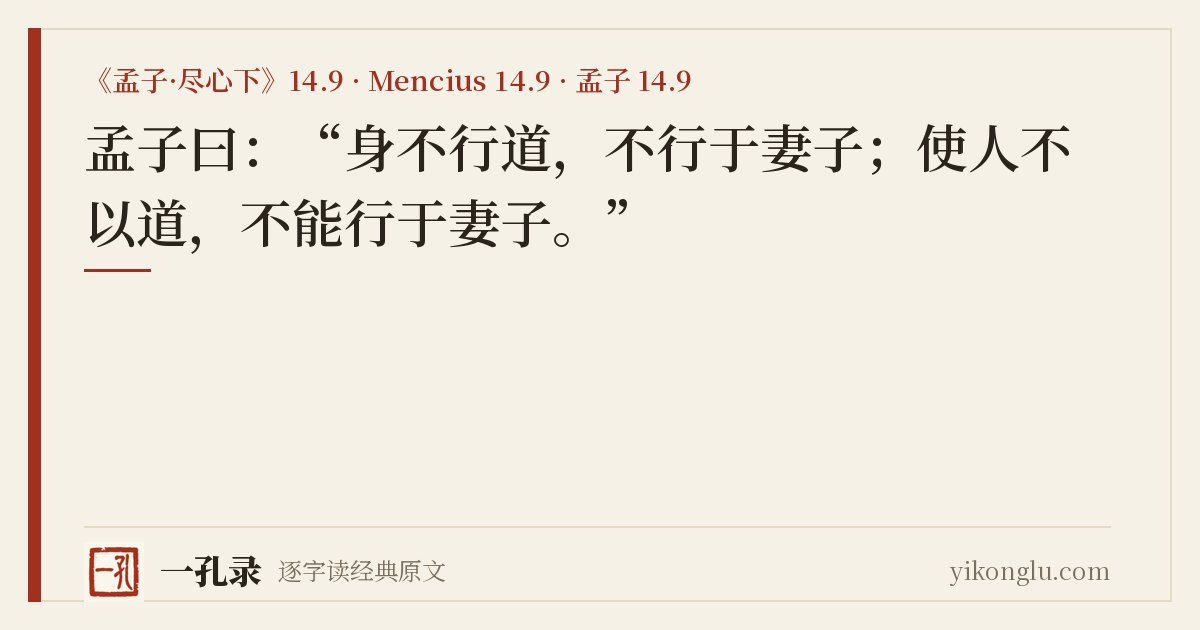 《孟子·尽心下》14.9 · Mencius 14.9 · 孟子 14.9
孟子曰：“身不行道，不行于妻子；使人不
以道，不能行于妻子。”
一孔 一孔录 逐字读经典原文 yikonglu.com